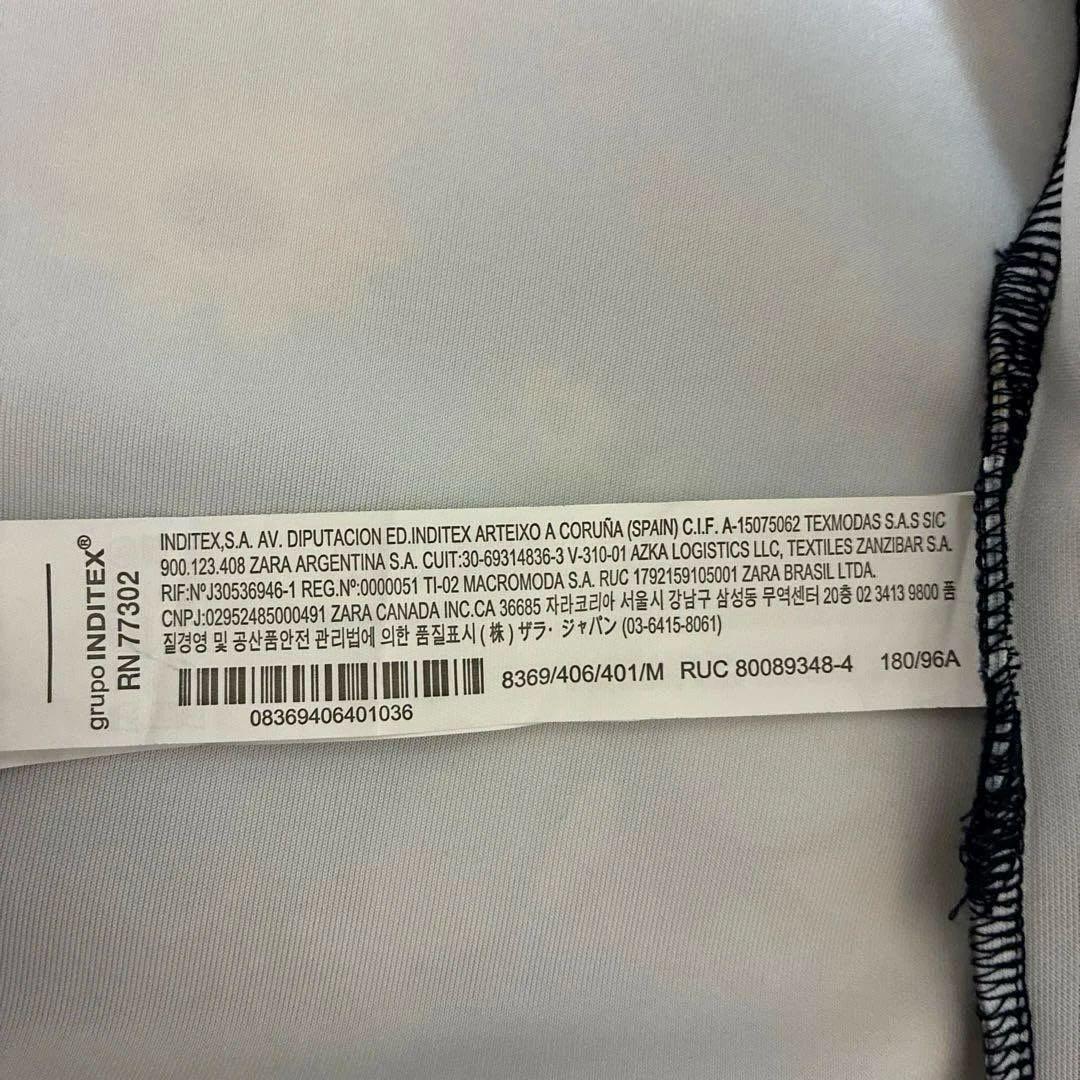 grupo INDITEX®
RN 77302
INDITEX,S.A. AV. DIPUTACION ED.INDITEX ARTEIXO A CORUÑA (SPAIN) C.I.F. A-15075062 TEXMODAS S.A.S SIC
900.123.408 ZARA ARGENTINA S.A. CUIT:30-69314836-3 V-310-01 AZKA LOGISTICS LLC, TEXTILES ZANZIBAR S.A.
RIF:NºJ30536946-1 REG.Nº:0000051 TI-02 MACROMODA S.A. RUC 1792159105001 ZARA BRASIL LTDA.
CNPJ:02952485000491 ZARA CANADA INC.CA 36685 자라코리아 서울시 강남구 삼성동 무역센터 20층 02 3413 9800 품
질경영 및 공산품안전 관리법에 의한 품질표시 (株) ザラ・ジャパン (03-6415-8061)
8369/406/401/M RUC 80089348-4 180/96A
08369406401036